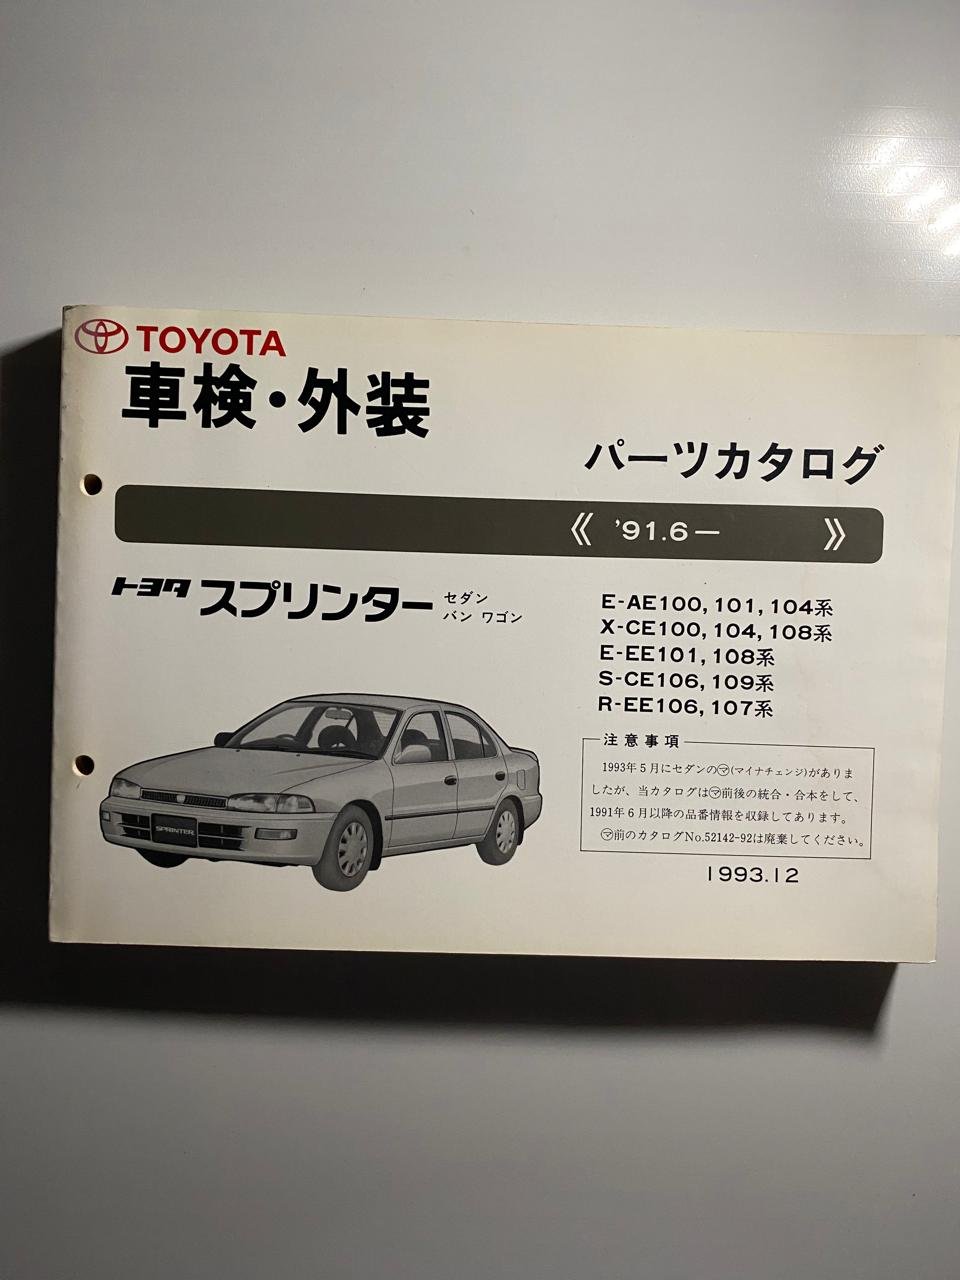 TOYOTA
車検・外装
パーツカタログ
《 '91.6— 》
トヨタ スプリンター セダン
バン ワゴン
E-AE100, 101, 104系
X-CE100, 104, 108系
E-EE101, 108系
S-CE106, 109系
R-EE106, 107系
注意事項
1993年5月にセダンの㋮(マイナチェンジ)がありま
したが、当カタログは㋮前後の統合・合本をして、
1991年6月以降の品番情報を収録してあります。
㋮前のカタログNo.52142-92は廃棄してください。
1993.12
SPRINTER